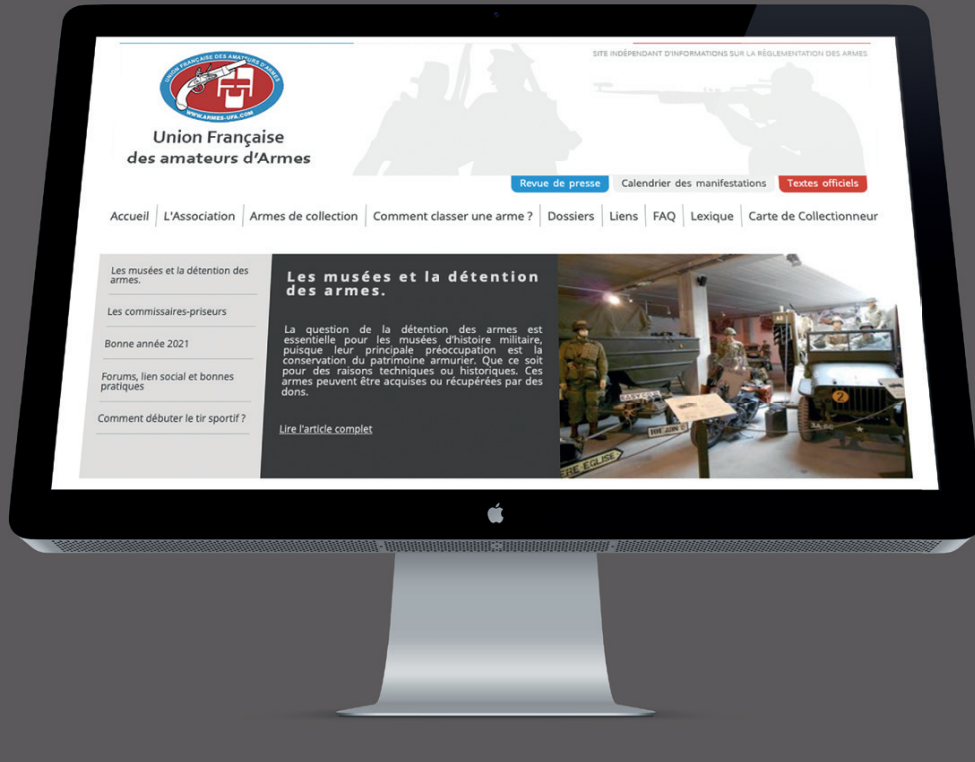 SITE INDÉPENDANT D'INFORMATIONS SUR LA RÈGLEMENTATION DES ARMES
UNION FRANÇAISE DES AMATEURS D'ARMES
WWW.ARMES-UFA.COM
Union Française
des amateurs d'Armes
Revue de presse
Calendrier des manifestations
Textes officiels
Accueil L'Association Armes de collection Comment classer une arme ? Dossiers Liens FAQ Lexique Carte de Collectionneur
Les musées et la détention des
armes.
Les commissaires-priseurs
Bonne année 2021
Forums, lien social et bonnes
pratiques
Comment débuter le tir sportif ?
Les musées et la détention
des armes.
La question de la détention des armes est
essentielle pour les musées d'histoire militaire,
puisque leur principale préoccupation est la
conservation du patrimoine armurier. Que ce soit
pour des raisons techniques ou historiques. Ces
armes peuvent être acquises ou récupérées par des
dons.
Lire l'article complet
2
ERE EGLISE